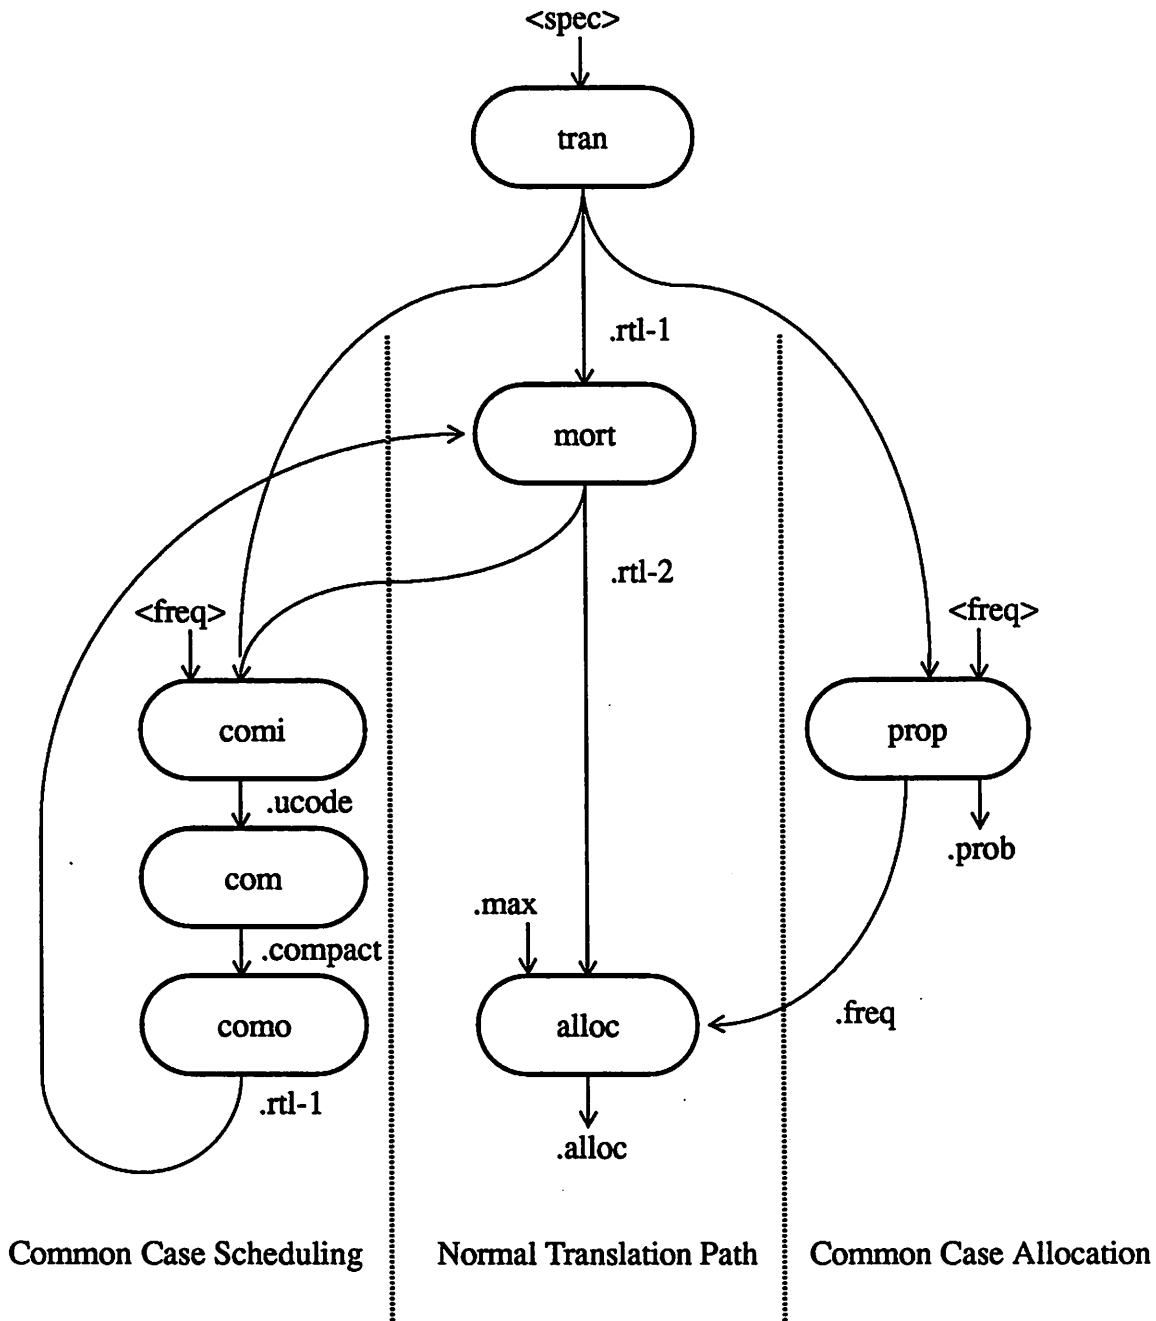 <spec>
tran
.rtl-1
mort
.rtl-2
<freq>
<freq>
comi
prop
.ucode
.prob
com
.max
.compact
como
alloc
.freq
.rtl-1
.alloc
Common Case Scheduling
Normal Translation Path
Common Case Allocation